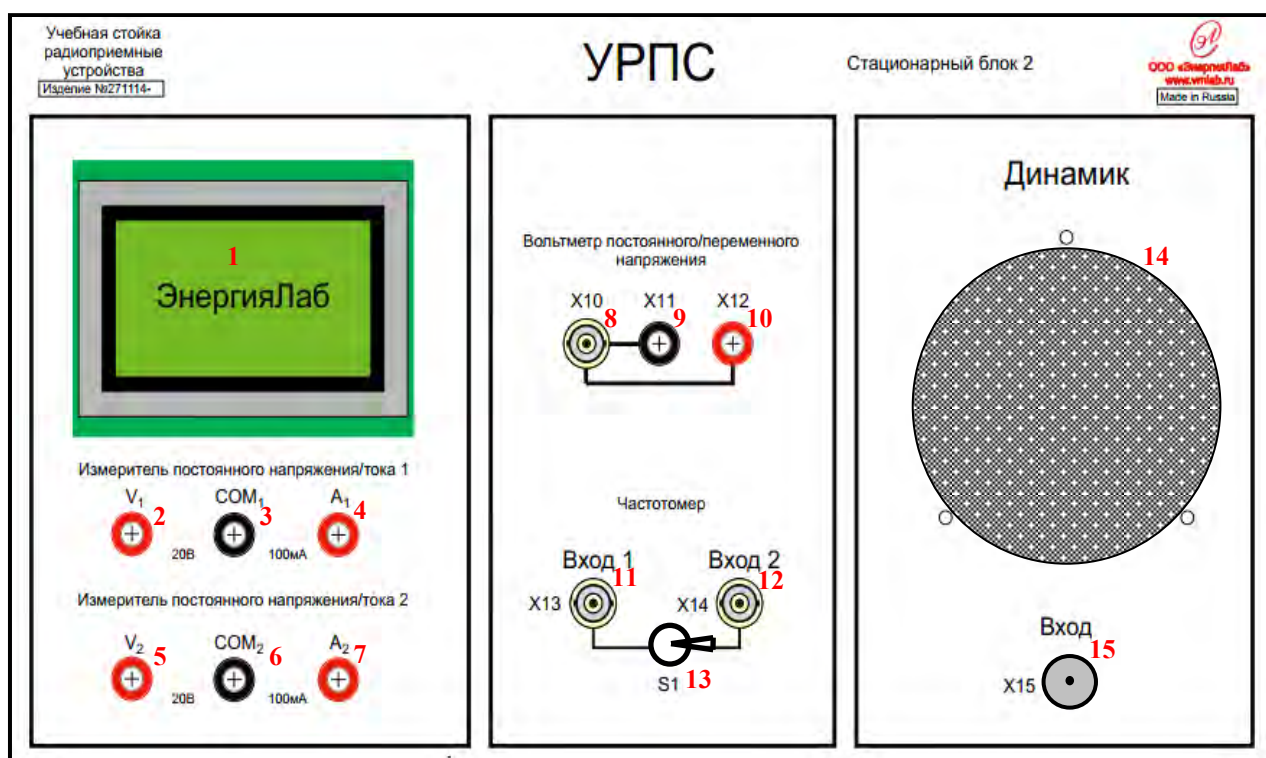 Учебная стойка
радиоприемные
устройства
Изделие №271114-
УРПС
Стационарный блок 2
ООО «ЭнергияЛаб»
www.vrnlab.ru
Made in Russia
1
ЭнергияЛаб
Измеритель постоянного напряжения/тока 1
V1 COM1 A1
2 3 4
20В 100мА
Измеритель постоянного напряжения/тока 2
V2 COM2 A2
5 6 7
20В 100мА
Вольтметр постоянного/переменного
напряжения
X10 X11 X12
8 9 10
Частотомер
Вход 1 Вход 2
11 12
X13 X14
S1 13
Динамик
14
Вход
15
X15